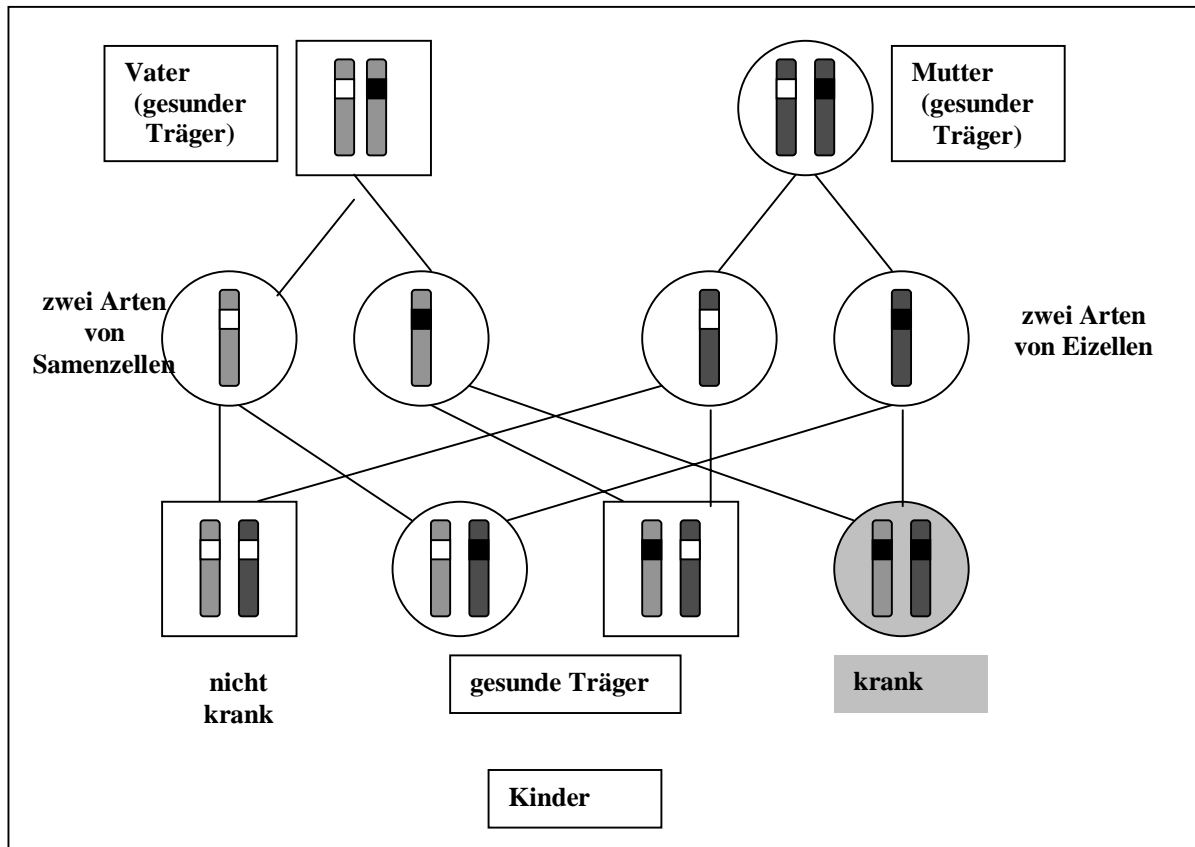 Vater
(gesunder
Träger)
Mutter
(gesunder
Träger)
zwei Arten
von
Samenzellen
zwei Arten
von Eizellen
nicht
krank
gesunde Träger
krank
Kinder